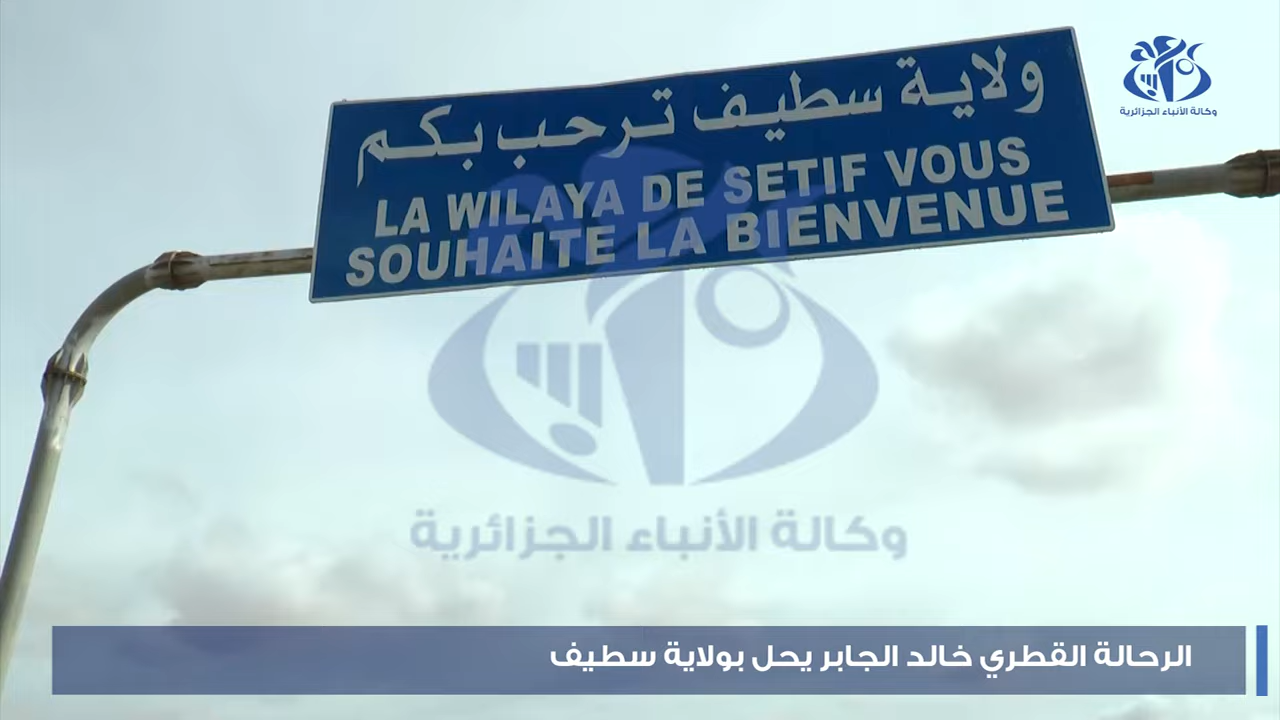 وكالة الأنباء الجزائرية
ولاية سطيف ترحب بكم
LA WILAYA DE SETIF VOUS
SOUHAITE LA BIENVENUE
وكالة الأنباء الجزائرية
الرحالة القطري خالد الجابر يحل بولاية سطيف